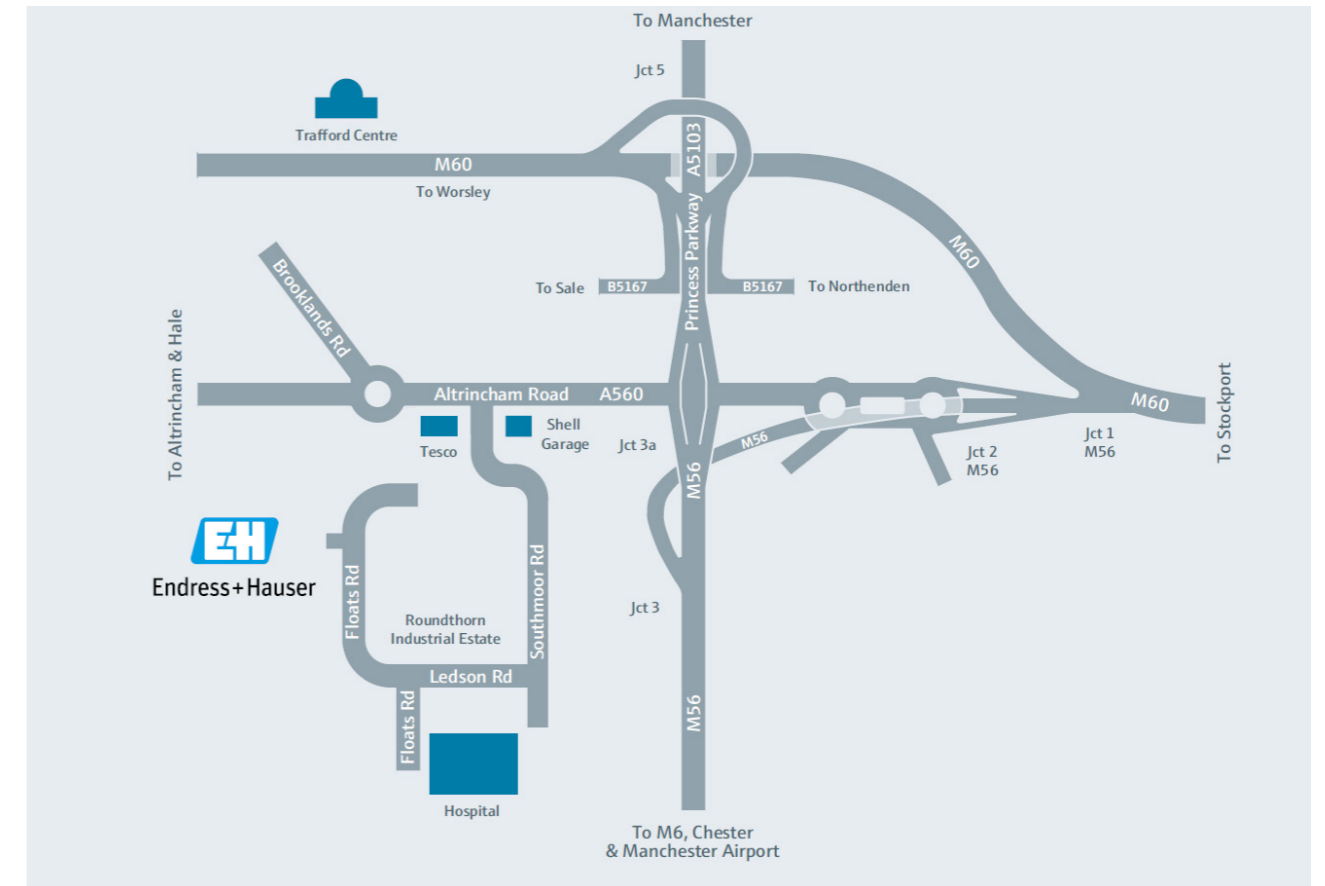 To Manchester
Jct 5
A5103
Trafford Centre
M60
To Worsley
Princess Parkway
M60
Brooklands Rd
To Sale
B5167
B5167
To Northenden
To Altrincham & Hale
Altrincham Road
A560
M60
To Stockport
Tesco
Shell
Garage
Jct 3a
M56
M56
Jct 2
M56
Jct 1
M56
EH
Endress+Hauser
Floats Rd
Roundthorn
Industrial Estate
Southmoor Rd
Jct 3
Ledson Rd
M56
Floats Rd
Hospital
To M6, Chester
& Manchester Airport